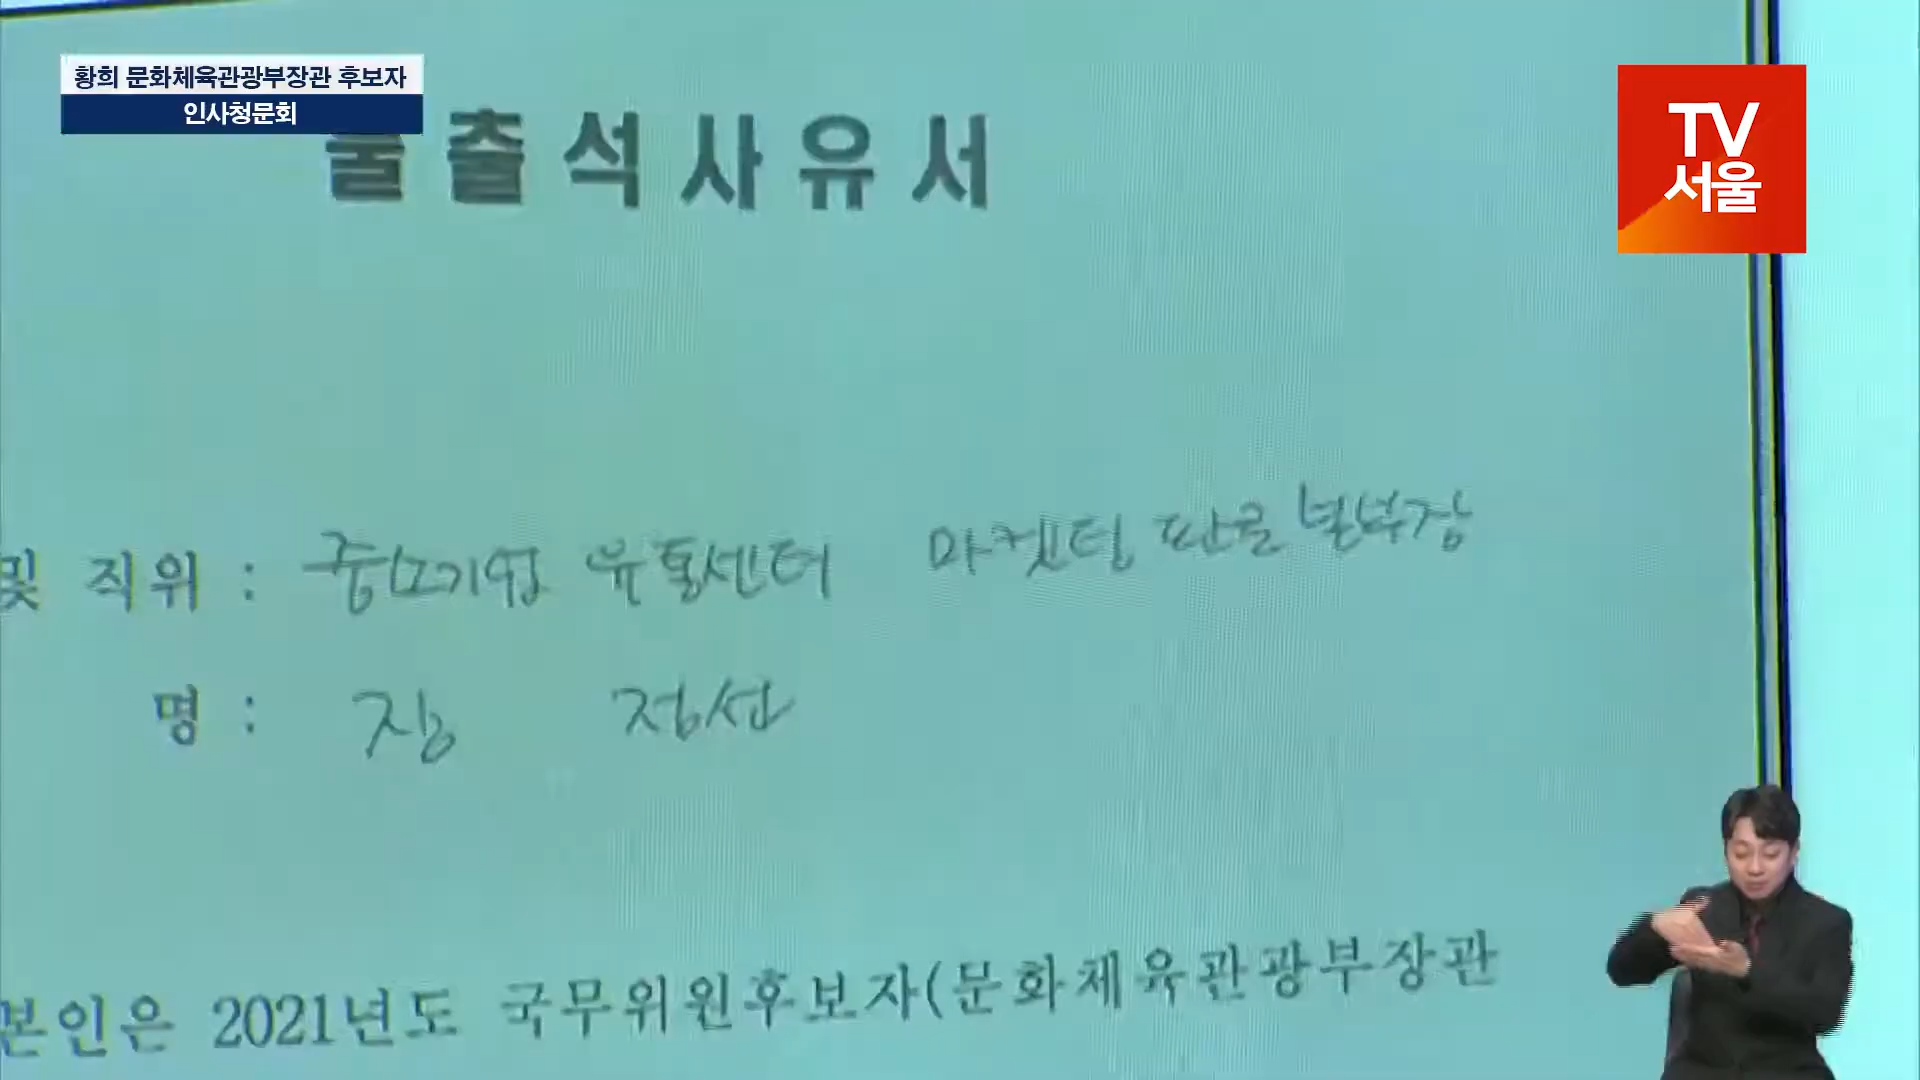 황희 문화체육관광부장관 후보자
인사청문회
TV
서울
불출석사유서
및 직위 : 중소기업 유통센터 마케팅 판로
명 : 장 정선
본인은 2021년도 국무위원후보자(문화체육관광부장관